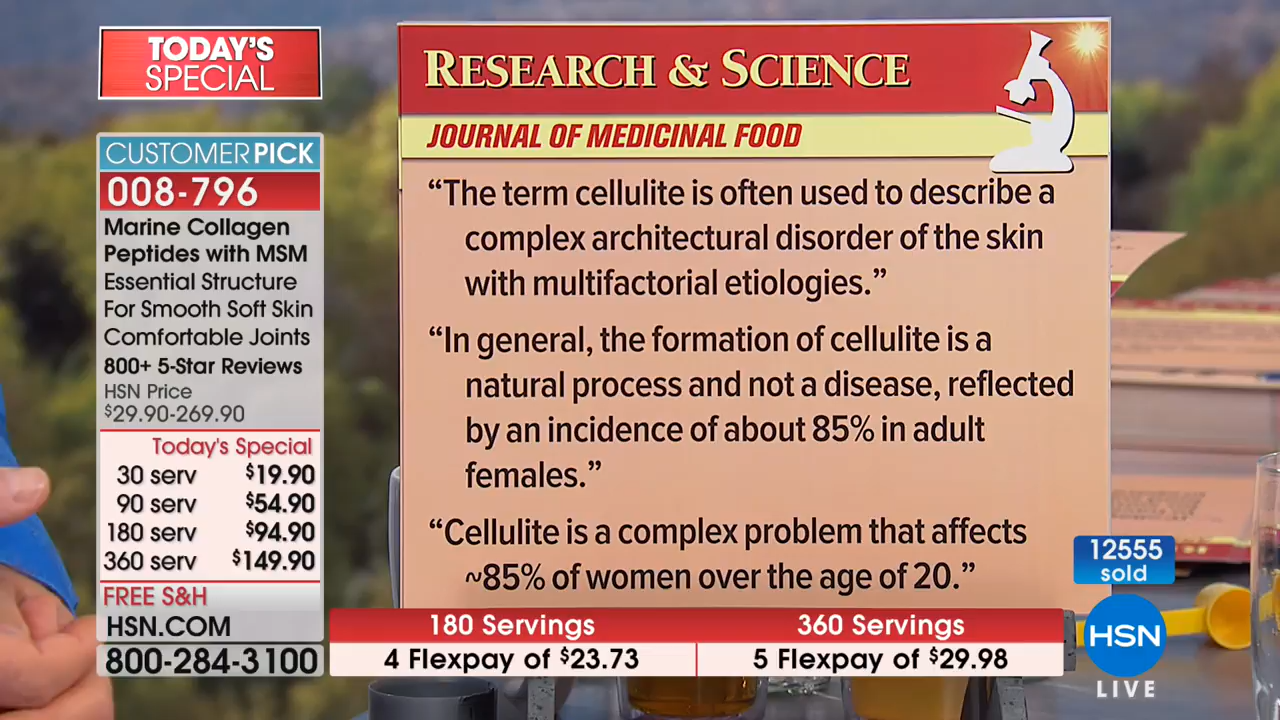 TODAY'S
SPECIAL
CUSTOMER PICK
008-796
Marine Collagen
Peptides with MSM
Essential Structure
For Smooth Soft Skin
Comfortable Joints
800+ 5-Star Reviews
HSN Price
$29.90-269.90
Today's Special
30 serv $19.90
90 serv $54.90
180 serv $94.90
360 serv $149.90
FREE S&H
HSN.COM
800-284-3100
RESEARCH & SCIENCE
JOURNAL OF MEDICINAL FOOD
“The term cellulite is often used to describe a
complex architectural disorder of the skin
with multifactorial etiologies.”
“In general, the formation of cellulite is a
natural process and not a disease, reflected
by an incidence of about 85% in adult
females.”
“Cellulite is a complex problem that affects
~85% of women over the age of 20.”
180 Servings
4 Flexpay of $23.73
360 Servings
5 Flexpay of $29.98
12555
sold
HSN
LIVE